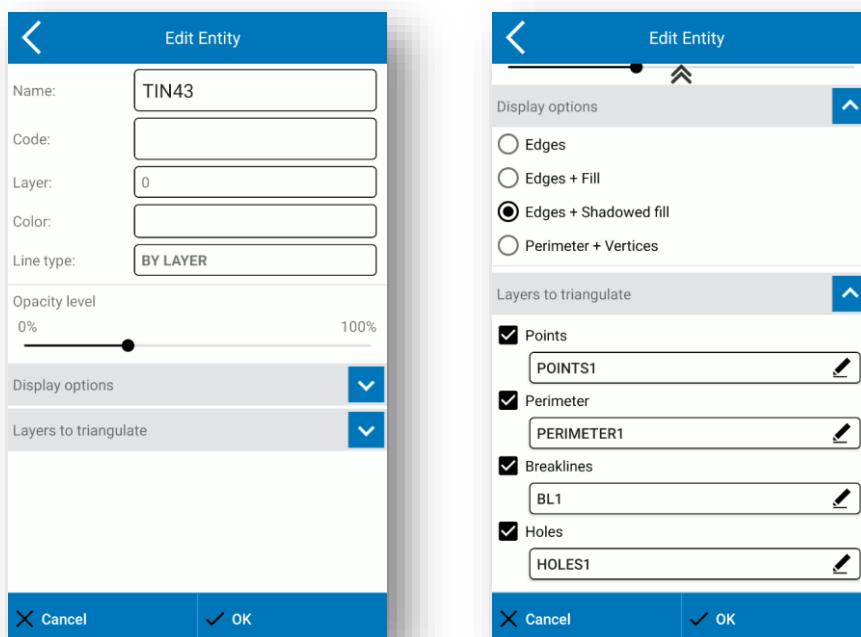 Edit Entity
Name: TIN43
Code:
Layer: 0
Color:
Line type: BY LAYER
Opacity level
0% 100%
Display options
Layers to triangulate
Cancel OK
Edit Entity
Display options
Edges
Edges + Fill
Edges + Shadowed fill
Perimeter + Vertices
Layers to triangulate
Points
POINTS1
Perimeter
PERIMETER1
Breaklines
BL1
Holes
HOLES1
Cancel OK